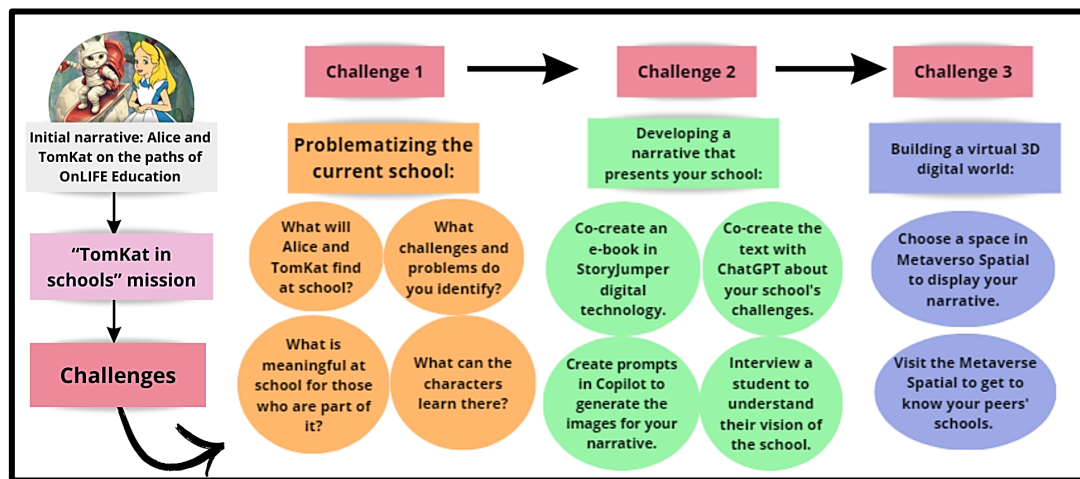 Initial narrative: Alice and
TomKat on the paths of
OnLIFE Education
“TomKat in
schools” mission
Challenges
Challenge 1
Problematizing the
current school:
What will
Alice and
TomKat find
at school?
What
challenges and
problems do
you identify?
What is
meaningful at
school for those
who are part of
it?
What can the
characters
learn there?
Challenge 2
Developing a
narrative that
presents your school:
Co-create an
e-book in
StoryJumper
digital
technology.
Co-create the
text with
ChatGPT about
your school's
challenges.
Create prompts
in Copilot to
generate the
images for your
narrative.
Interview a
student to
understand
their vision of
the school.
Challenge 3
Building a virtual 3D
digital world:
Choose a space in
Metaverso Spatial
to display your
narrative.
Visit the Metaverse
Spatial to get to
know your peers'
schools.